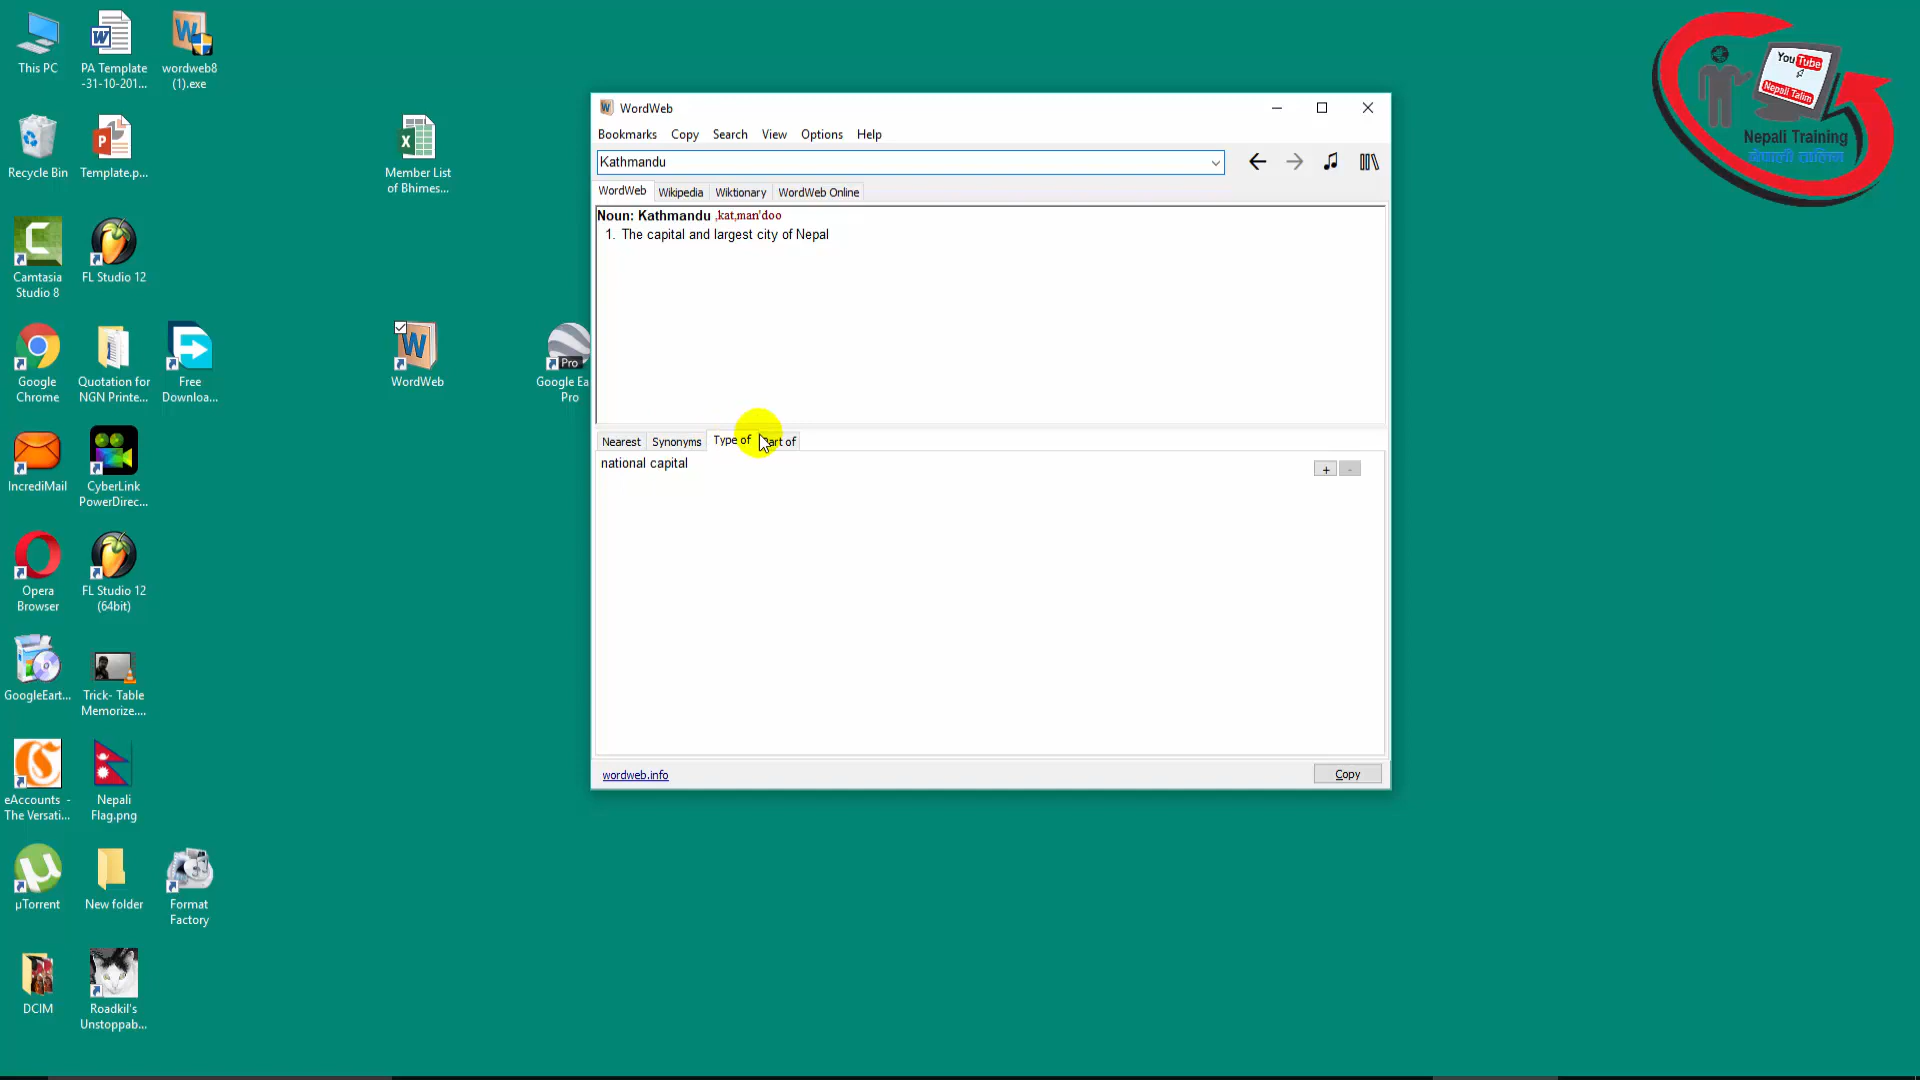 This PC
PA Template
-31-10-201...
wordweb8
(1).exe
Recycle Bin
Template.p...
Member List
of Bhimes...
Camtasia
Studio 8
FL Studio 12
Google
Chrome
Quotation for
NGN Printe...
Free
Downloa...
WordWeb
Pro
Google Ea
Pro
IncrediMail
CyberLink
PowerDirec...
Opera
Browser
FL Studio 12
(64bit)
GoogleEart...
Trick- Table
Memorize....
eAccounts -
The Versati...
Nepali
Flag.png
µTorrent
New folder
Format
Factory
DCIM
Roadkil's
Unstoppab...
WordWeb
Bookmarks Copy Search View Options Help
Kathmandu
WordWeb Wikipedia Wiktionary WordWeb Online
Noun: Kathmandu ,kat,man'doo
1. The capital and largest city of Nepal
Nearest Synonyms Type of Part of
national capital
+ -
wordweb.info
Copy
YouTube
Nepali Talim
Nepali Training
नेपाली तालिम